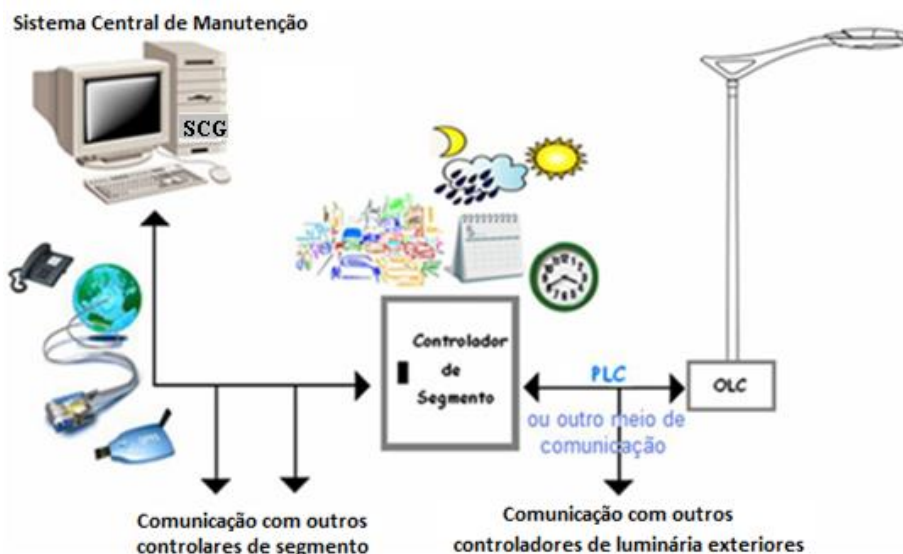 Sistema Central de Manutenção
SCG
5
Controlador
de
Segmento
PLC
ou outro meio de
comunicação
OLC
Comunicação com outros
controlares de segmento
Comunicação com outros
controladores de luminária exteriores